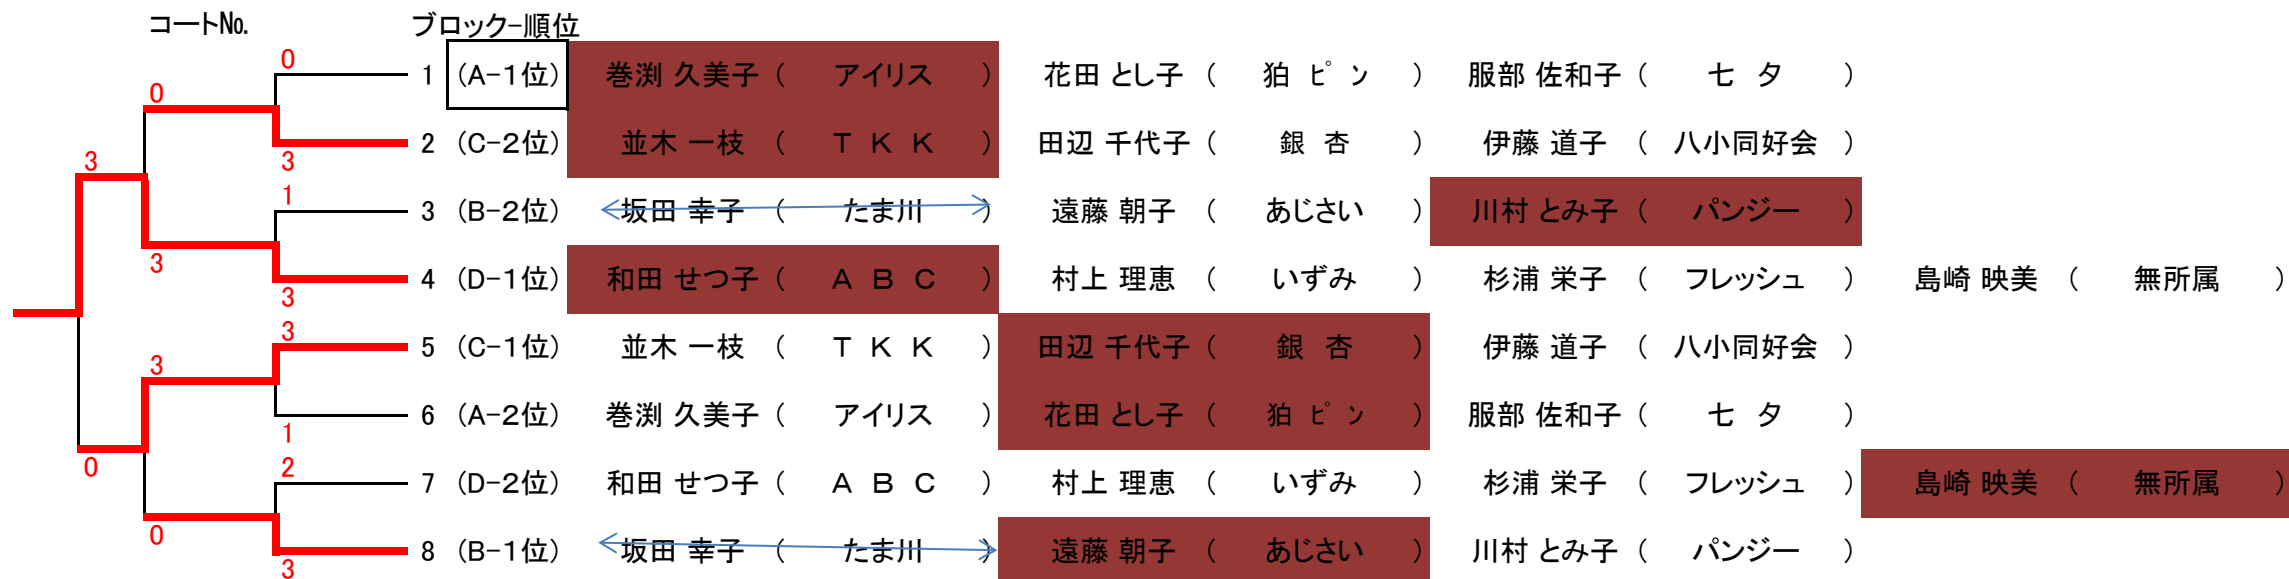 コートNo. ブロック-順位
0
1 (A-1位) 巻渕 久美子 ( アイリス ) 花田 とし子 ( 狛 ピ ン ) 服部 佐和子 ( 七 夕 )
0
2 (C-2位) 並木 一枝 ( T K K ) 田辺 千代子 ( 銀 杏 ) 伊藤 道子 ( 八小同好会 )
3 3
1
3 (B-2位) 坂田 幸子 ( たま川 ) 遠藤 朝子 ( あじさい ) 川村 とみ子 ( パンジー )
3
4 (D-1位) 和田 せつ子 ( A B C ) 村上 理恵 ( いずみ ) 杉浦 栄子 ( フレッシュ ) 島崎 映美 ( 無所属 )
3
3
5 (C-1位) 並木 一枝 ( T K K ) 田辺 千代子 ( 銀 杏 ) 伊藤 道子 ( 八小同好会 )
3
6 (A-2位) 巻渕 久美子 ( アイリス ) 花田 とし子 ( 狛 ピ ン ) 服部 佐和子 ( 七 夕 )
1
0 2
7 (D-2位) 和田 せつ子 ( A B C ) 村上 理恵 ( いずみ ) 杉浦 栄子 ( フレッシュ ) 島崎 映美 ( 無所属 )
0
8 (B-1位) 坂田 幸子 ( たま川 ) 遠藤 朝子 ( あじさい ) 川村 とみ子 ( パンジー )
3